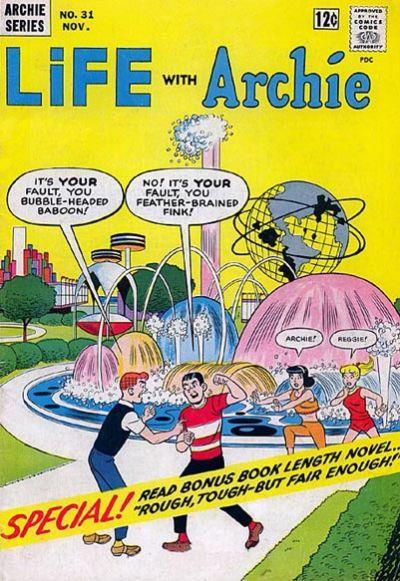 ARCHIE
SERIES
NO. 31
NOV.
12¢
APPROVED
BY THE
COMICS
CODE
AUTHORITY
PDC
LiFE WITH Archie
IT'S YOUR
FAULT, YOU
BUBBLE-HEADED
BABOON!
NO! IT'S YOUR
FAULT, YOU
FEATHER-BRAINED
FINK!
ARCHIE!
REGGIE!
SPECIAL! READ BONUS BOOK LENGTH NOVEL..
"ROUGH, TOUGH-BUT FAIR ENOUGH!"